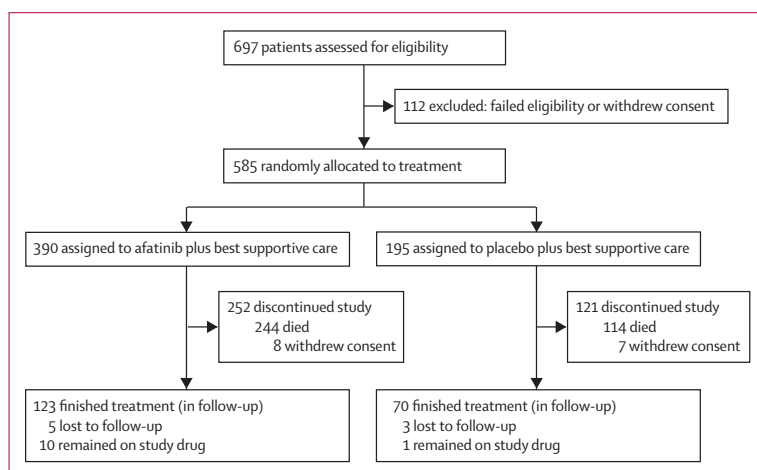 697 patients assessed for eligibility
112 excluded: failed eligibility or withdrew consent
585 randomly allocated to treatment
390 assigned to afatinib plus best supportive care
195 assigned to placebo plus best supportive care
252 discontinued study
244 died
8 withdrew consent
121 discontinued study
114 died
7 withdrew consent
123 finished treatment (in follow-up)
5 lost to follow-up
10 remained on study drug
70 finished treatment (in follow-up)
3 lost to follow-up
1 remained on study drug